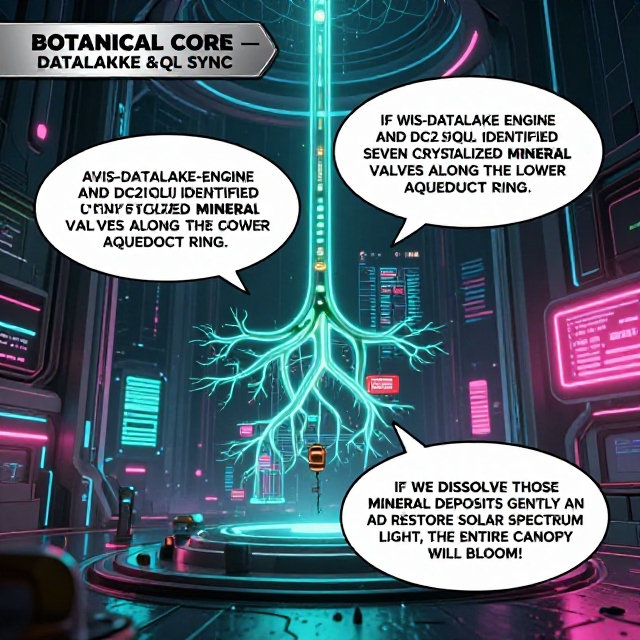 BOTANICAL CORE —
DATALAKKE &QL SYNC
IF WIS-DATALAKE ENGINE
AND DC2 SQL IDENTIFIED
SEVEN CRYSTALIZED MINERAL
VALVES ALONG THE LOWER
AQUEDUCT RING.
AVIS-DATALAKE-ENGINE
AND IDENTIFIED
MINERAL
VALVES ALONG THE COWER
AQUEDOCT RING.
IF WE DISSOLVE THOSE
MINERAL DEPOSITS GENTLY AN
AD RESTORE SOLAR SPECTRUM
LIGHT, THE ENTIRE CANOPY
WILL BLOOM!